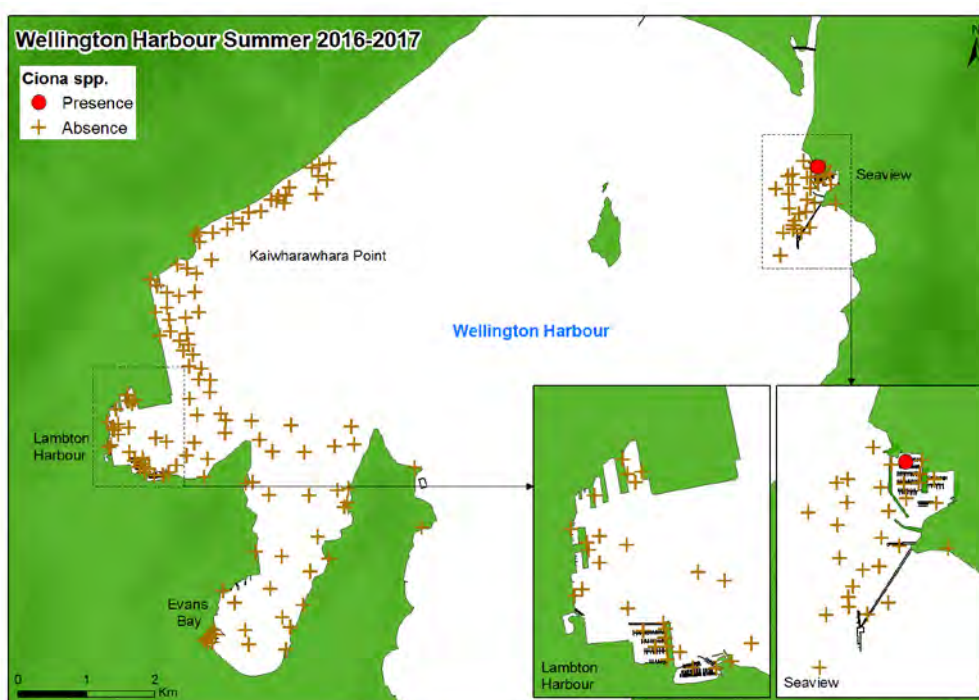 Wellington Harbour Summer 2016-2017
N
Ciona spp.
Presence
Absence
Seaview
Kaiwharawhara Point
Wellington Harbour
Lambton
Harbour
Evans
Bay
0 1 2
Km
Lambton
Harbour
Seaview